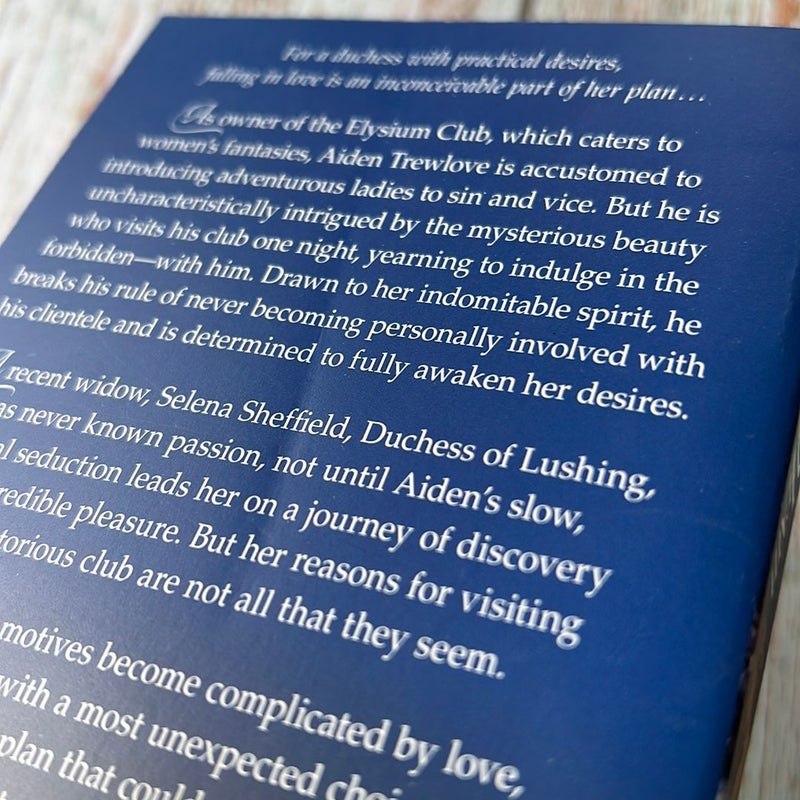 For a duchess with practical desires,
falling in love is an inconceivable part of her plan...
As owner of the Elysium Club, which caters to
women's fantasies, Aiden Trewlove is accustomed to
introducing adventurous ladies to sin and vice. But he is
uncharacteristically intrigued by the mysterious beauty
who visits his club one night, yearning to indulge in the
forbidden—with him. Drawn to her indomitable spirit, he
breaks his rule of never becoming personally involved with
his clientele and is determined to fully awaken her desires.
A recent widow, Selena Sheffield, Duchess of Lushing,
as never known passion, not until Aiden's slow,
l seduction leads her on a journey of discovery
redible pleasure. But her reasons for visiting
torious club are not all that they seem.
motives become complicated by love,
with a most unexpected
plan that could